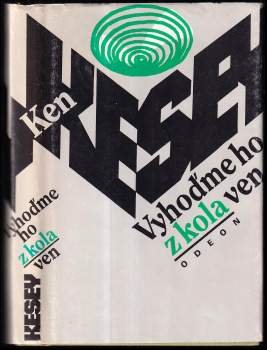 Ken
KESEY
Vyhoďme ho
z kola ven
ODEON
Vyhoďme
ho
z kola
ven
KESEY